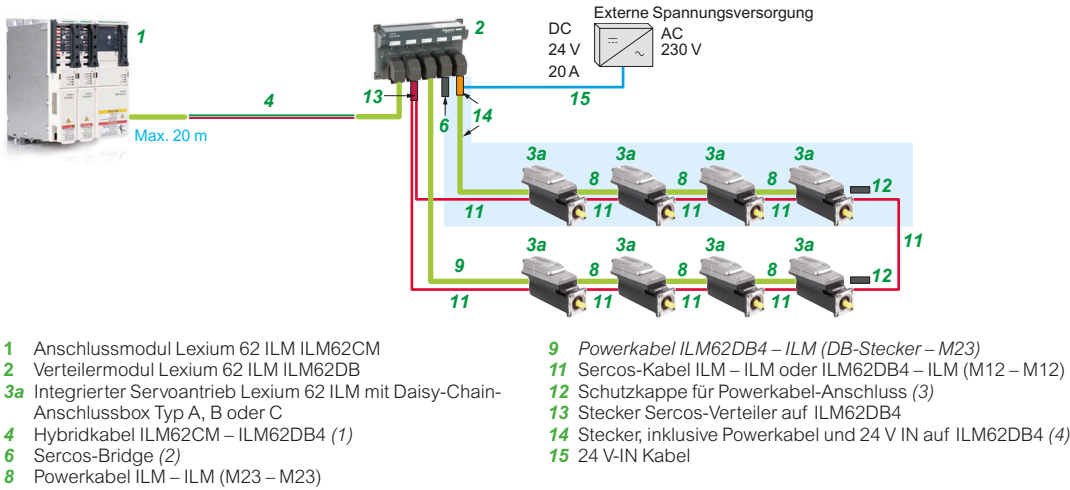 Externe Spannungsversorgung
1
2
DC
24 V
20 A
AC
230 V
4
13
6
14
15
Max. 20 m
3a
3a
3a
3a
8
8
8
12
11
11
11
11
11
3a
3a
3a
3a
9
8
8
8
12
11
11
11
11
1 Anschlussmodul Lexium 62 ILM ILM62CM
2 Verteilermodul Lexium 62 ILM ILM62DB
3a Integrierter Servoantrieb Lexium 62 ILM mit Daisy-Chain-
Anschlussbox Typ A, B oder C
4 Hybridkabel ILM62CM – ILM62DB4 (1)
6 Sercos-Bridge (2)
8 Powerkabel ILM – ILM (M23 – M23)
9 Powerkabel ILM62DB4 – ILM (DB-Stecker – M23)
11 Sercos-Kabel ILM – ILM oder ILM62DB4 – ILM (M12 – M12)
12 Schutzkappe für Powerkabel-Anschluss (3)
13 Stecker Sercos-Verteiler auf ILM62DB4
14 Stecker, inklusive Powerkabel und 24 V IN auf ILM62DB4 (4)
15 24 V-IN Kabel